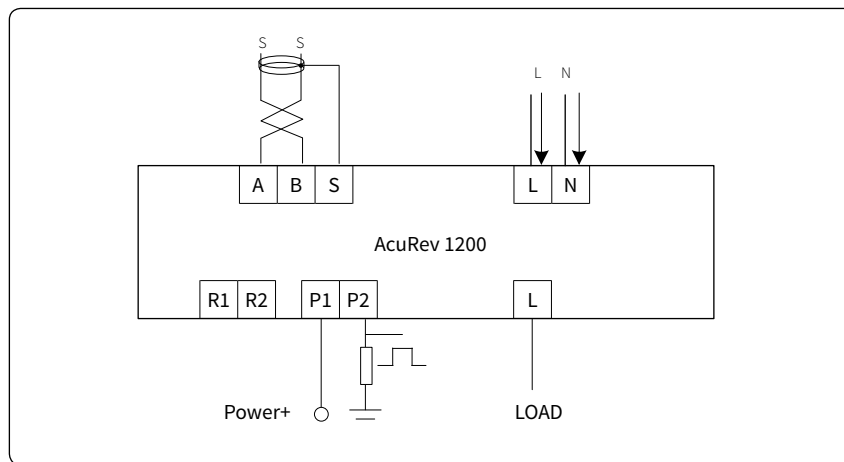 S S
L N
A B S
L N
AcuRev 1200
R1 R2 P1 P2 L
Power+ LOAD